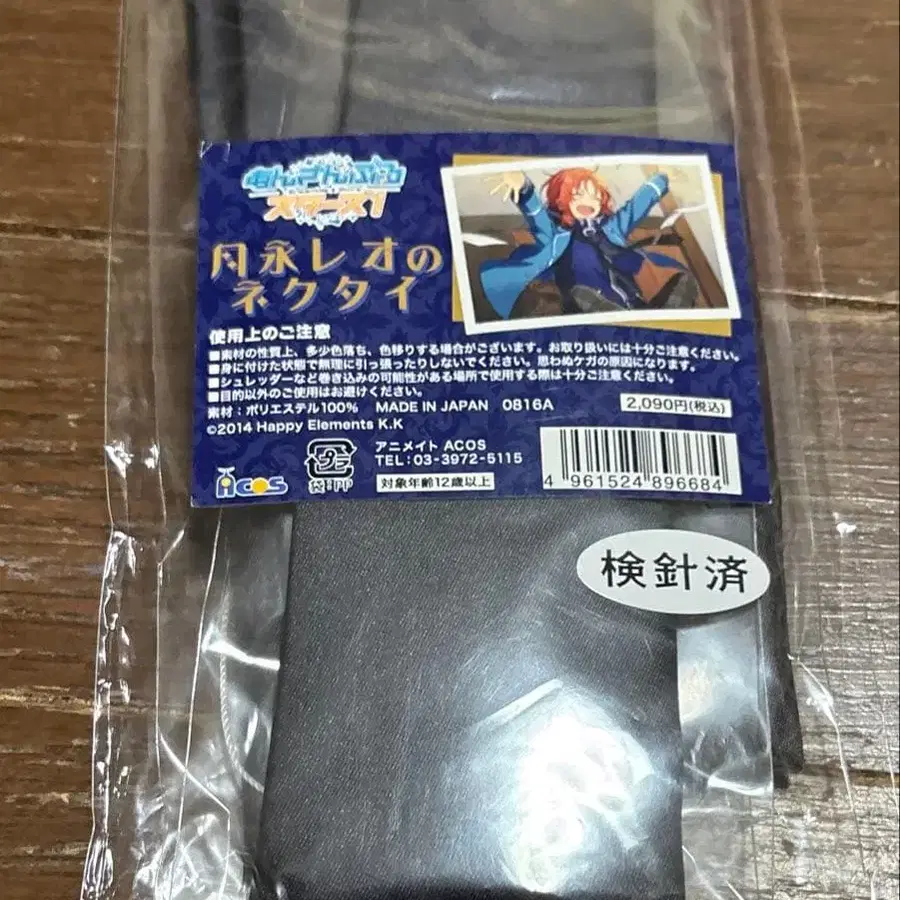 あんさんぶる
スターズ!
月永レオの
ネクタイ
使用上のご注意
■素材の性質上、多少色落ち、色移りする場合がございます。お取り扱いには十分ご注意ください。
■身に付けた状態で無理に引っ張ったりしないでください。思わぬケガの原因になります。
■シュレッダーなど巻き込みの可能性がある場所で使用する際は十分ご注意ください。
■目的以外のご使用はお避けください。
素材：ポリエステル100% MADE IN JAPAN 0816A
2,090円(税込)
©2014 Happy Elements K.K
acos
プラ
袋:PP
アニメイト ACOS
TEL:03-3972-5115
対象年齢12歳以上
4 961524 896684
検針済